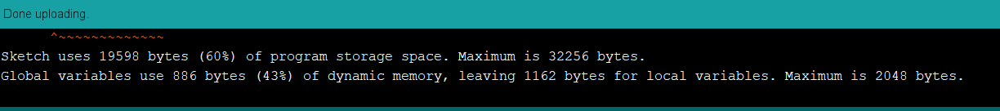 Done uploading.
^~~~~~~~~~~~~~
Sketch uses 19598 bytes (60%) of program storage space. Maximum is 32256 bytes.
Global variables use 886 bytes (43%) of dynamic memory, leaving 1162 bytes for local variables. Maximum is 2048 bytes.